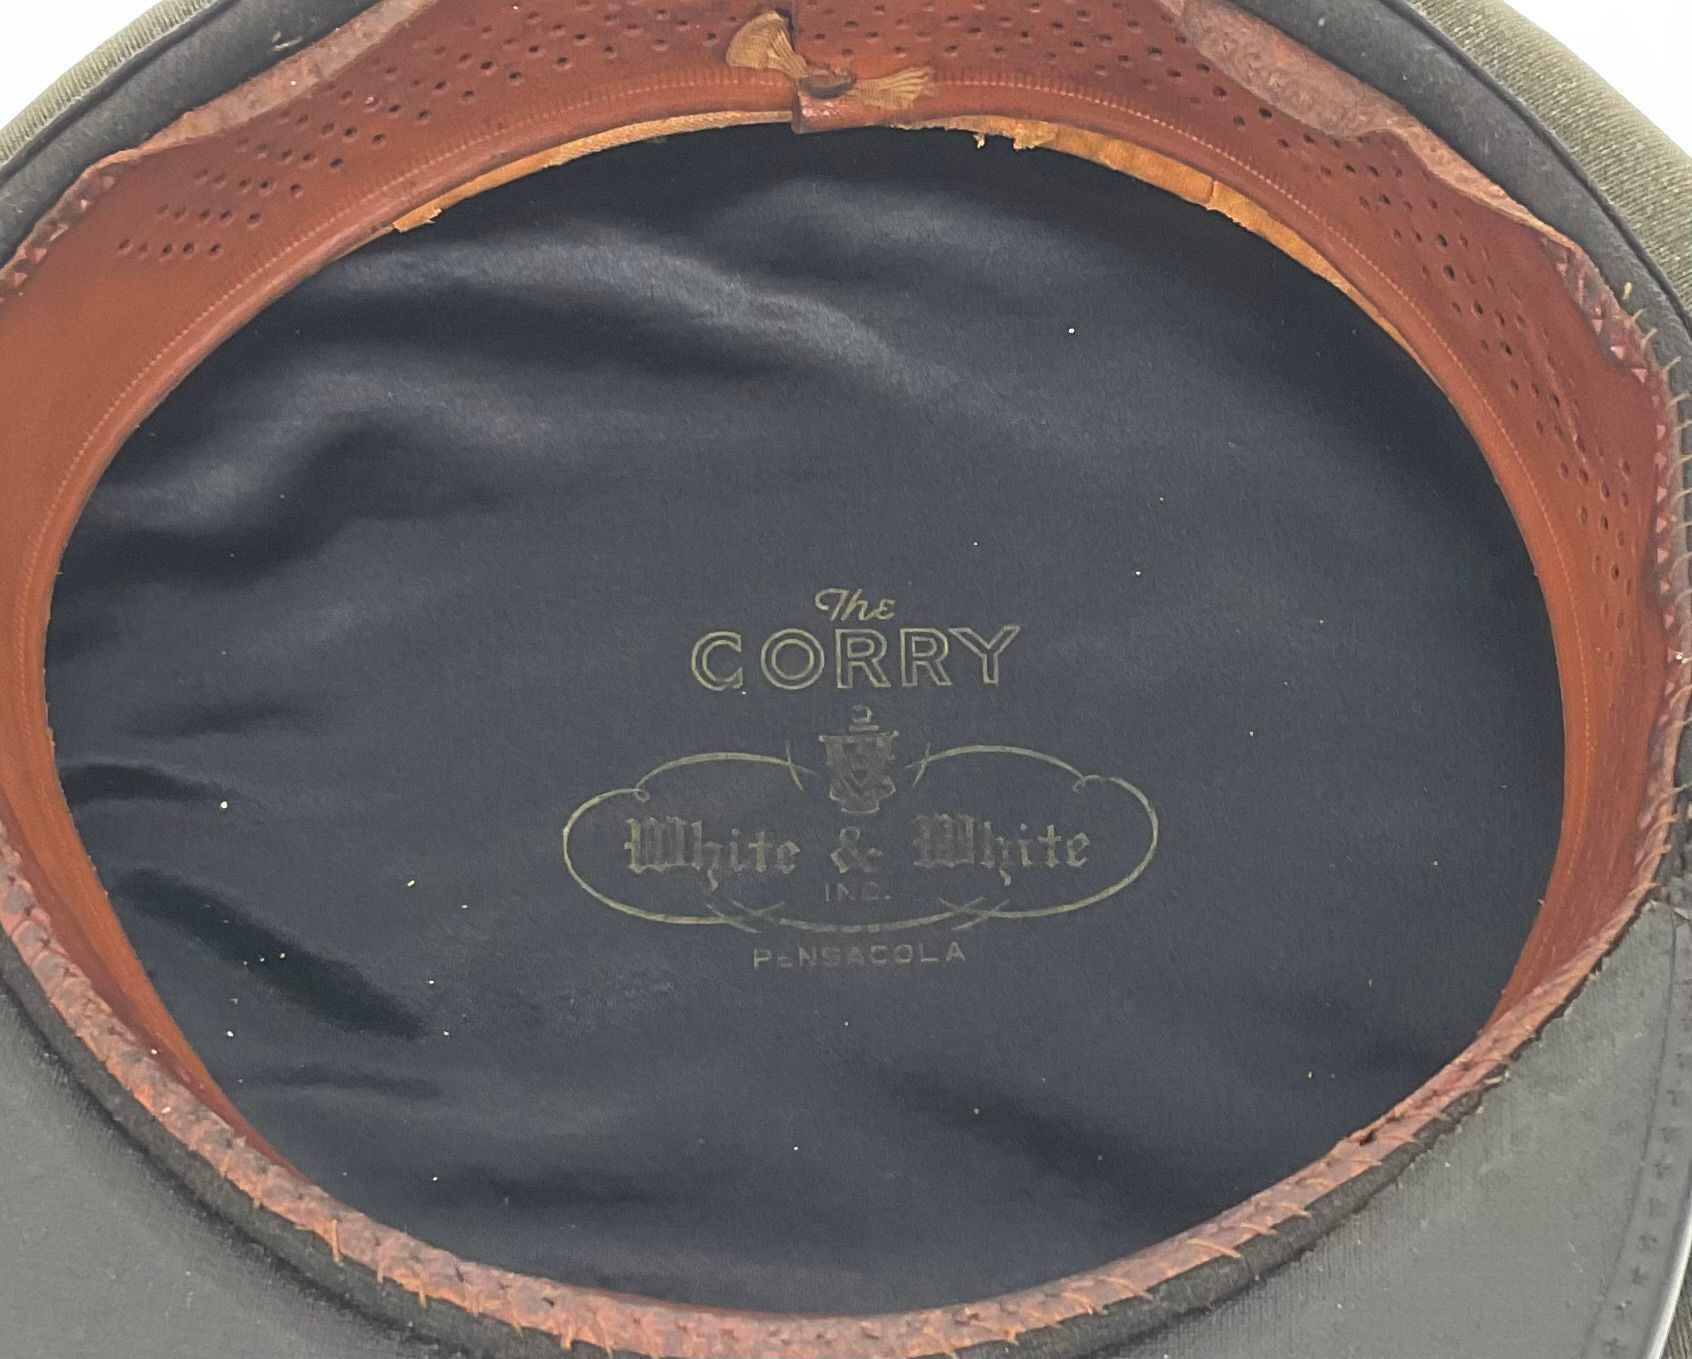 The
CORRY
White & White
INC.
PENSACOLA